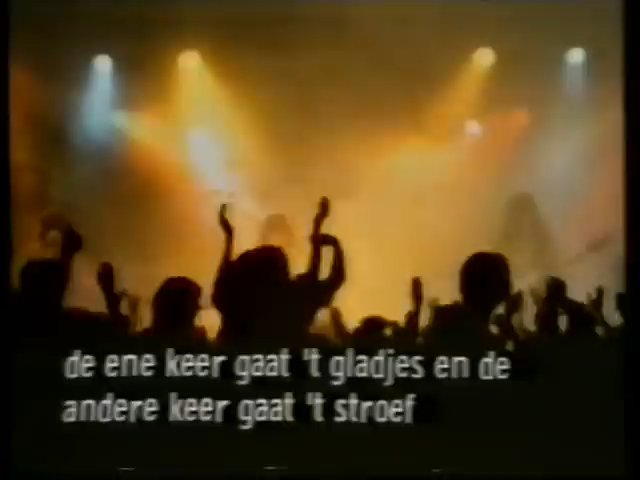 de ene keer gaat 't gladjes en de
andere keer gaat 't stroef